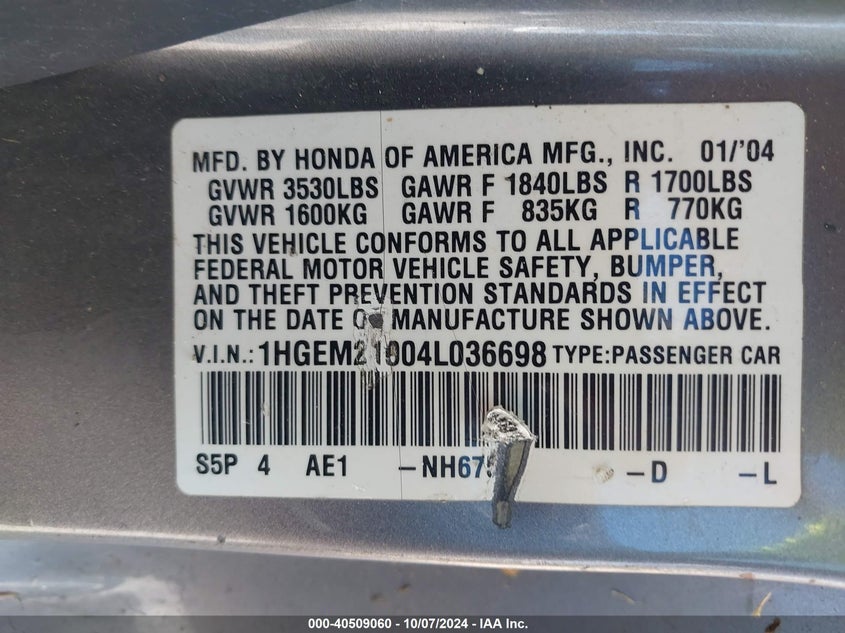 MFD. BY HONDA OF AMERICA MFG., INC. 01/'04
GVWR 3530LBS GAWR F 1840LBS R 1700LBS
GVWR 1600KG GAWR F 835KG R 770KG
THIS VEHICLE CONFORMS TO ALL APPLICABLE
FEDERAL MOTOR VEHICLE SAFETY, BUMPER,
AND THEFT PREVENTION STANDARDS IN EFFECT
ON THE DATE MANUFACTURE SHOWN ABOVE.
V.I.N.: TYPE:PASSENGER CAR
S5P 4 AE1 -D -L
000-40509060 - 10/07/2024 - IAA Inc.